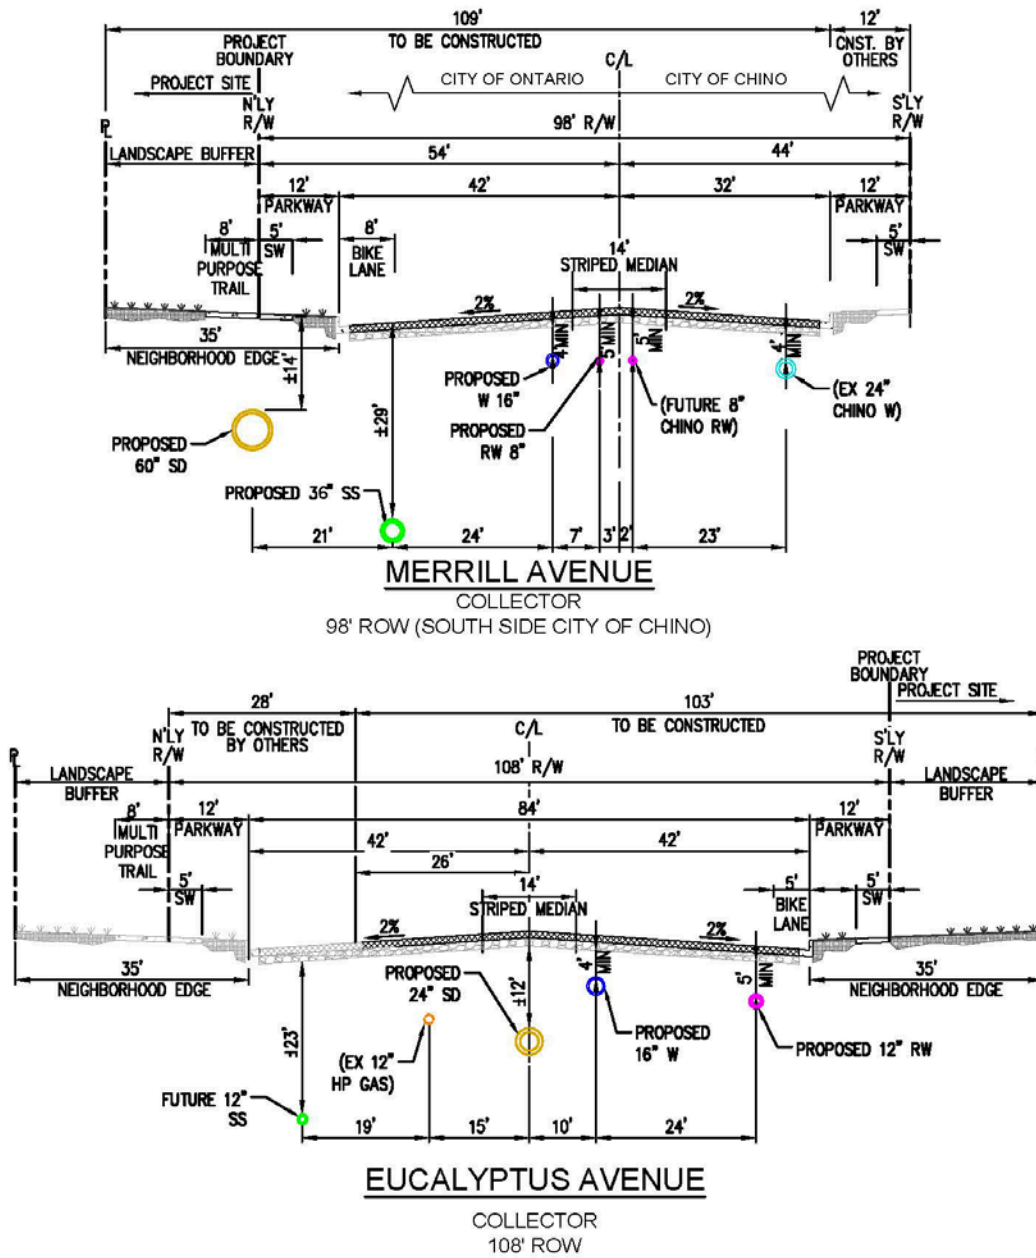 109'
12'
PROJECT
BOUNDARY
TO BE CONSTRUCTED
CNST. BY
OTHERS
C/L
PROJECT SITE
CITY OF ONTARIO
CITY OF CHINO
N'LY
R/W
S'LY
R/W
PL
98' R/W
LANDSCAPE BUFFER
54'
44'
12'
42'
32'
12'
PARKWAY
PARKWAY
8'
5'
8'
5'
MULTI
PURPOSE
TRAIL
SW
BIKE
LANE
14'
STRIPED MEDIAN
SW
2%
2%
35'
NEIGHBORHOOD EDGE
±14'
4' MIN
5' MIN
5' MIN
4' MIN
PROPOSED
W 16"
(FUTURE 8"
CHINO RW)
(EX 24"
CHINO W)
±29'
PROPOSED
RW 8"
PROPOSED
60" SD
PROPOSED 36" SS
21'
24'
7'
3'
2'
23'
MERRILL AVENUE
COLLECTOR
98' ROW (SOUTH SIDE CITY OF CHINO)
PROJECT
BOUNDARY
PROJECT SITE
28'
103'
TO BE CONSTRUCTED
BY OTHERS
TO BE CONSTRUCTED
N'LY
R/W
C/L
S'LY
R/W
PL
LANDSCAPE
BUFFER
108' R/W
LANDSCAPE
BUFFER
8'
12'
84'
12'
MULTI
PURPOSE
TRAIL
PARKWAY
PARKWAY
42'
42'
26'
5'
SW
14'
STRIPED MEDIAN
5'
BIKE
LANE
5'
SW
2%
2%
35'
NEIGHBORHOOD EDGE
35'
NEIGHBORHOOD EDGE
PROPOSED
24" SD
±12'
4' MIN
5' MIN
±23'
(EX 12"
HP GAS)
PROPOSED
16" W
PROPOSED 12" RW
FUTURE 12"
SS
19'
15'
10'
24'
EUCALYPTUS AVENUE
COLLECTOR
108' ROW